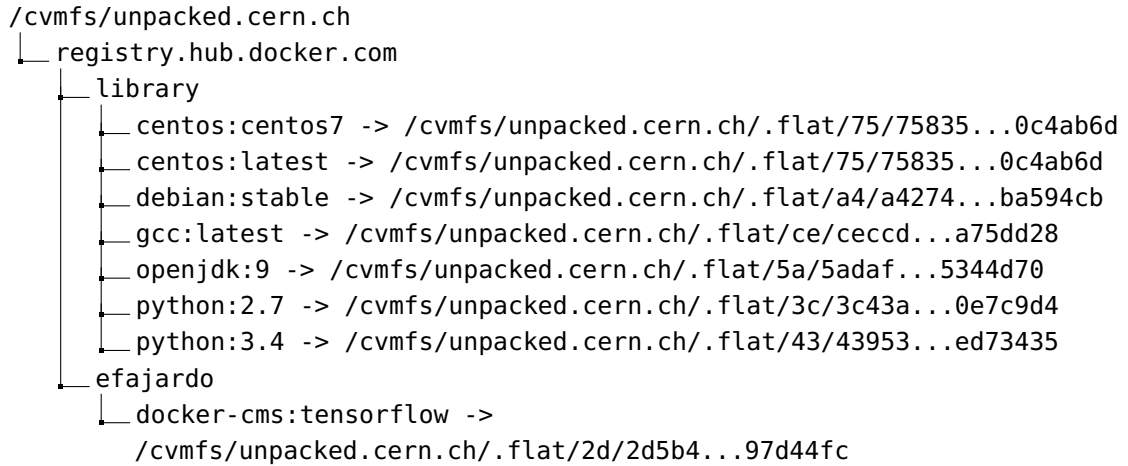 /cvmfs/unpacked.cern.ch
registry.hub.docker.com
library
centos:centos7 -> /cvmfs/unpacked.cern.ch/.flat/75/75835...0c4ab6d
centos:latest -> /cvmfs/unpacked.cern.ch/.flat/75/75835...0c4ab6d
debian:stable -> /cvmfs/unpacked.cern.ch/.flat/a4/a4274...ba594cb
gcc:latest -> /cvmfs/unpacked.cern.ch/.flat/ce/ceccd...a75dd28
openjdk:9 -> /cvmfs/unpacked.cern.ch/.flat/5a/5adaf...5344d70
python:2.7 -> /cvmfs/unpacked.cern.ch/.flat/3c/3c43a...0e7c9d4
python:3.4 -> /cvmfs/unpacked.cern.ch/.flat/43/43953...ed73435
efajardo
docker-cms:tensorflow ->
/cvmfs/unpacked.cern.ch/.flat/2d/2d5b4...97d44fc